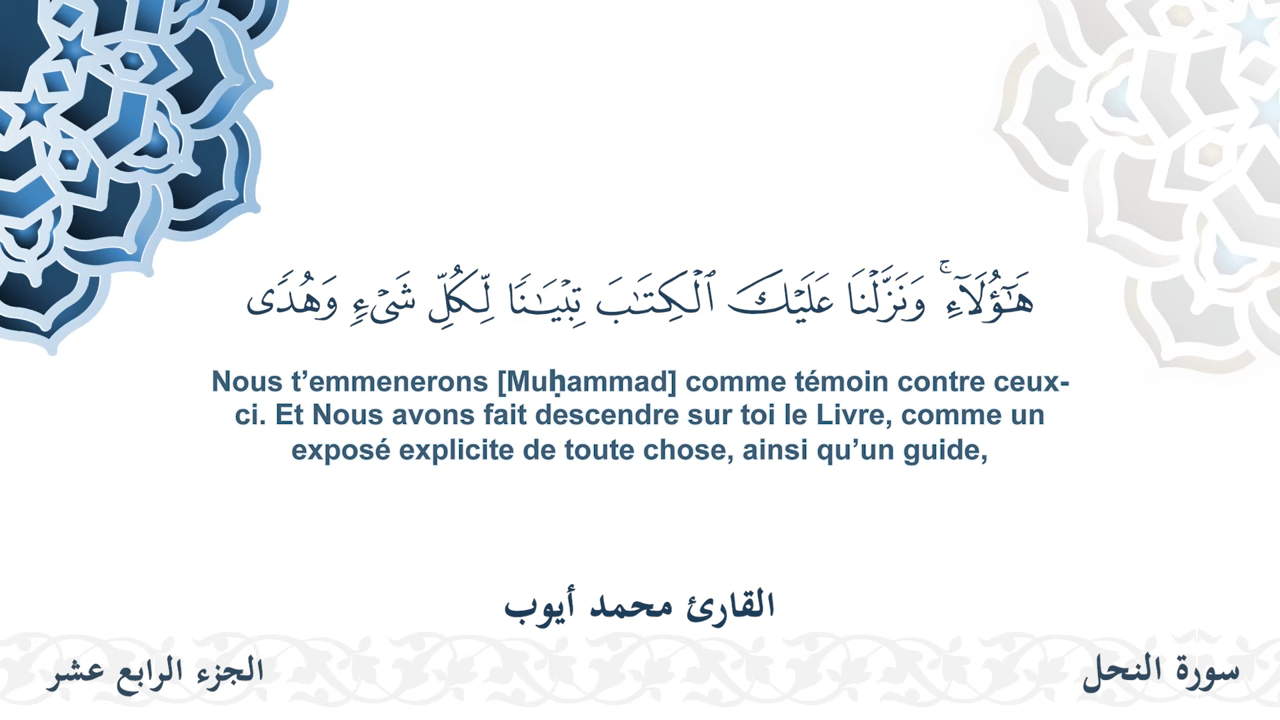 هَٰٓؤُلَآءِۚ وَنَزَّلۡنَا عَلَيۡكَ ٱلۡكِتَٰبَ تِبۡيَٰنٗا لِّكُلِّ شَيۡءٖ وَهُدٗى
Nous t’emmenerons [Muḥammad] comme témoin contre ceux-
ci. Et Nous avons fait descendre sur toi le Livre, comme un
exposé explicite de toute chose, ainsi qu’un guide,
القارئ محمد أيوب
سورة النحل
الجزء الرابع عشر